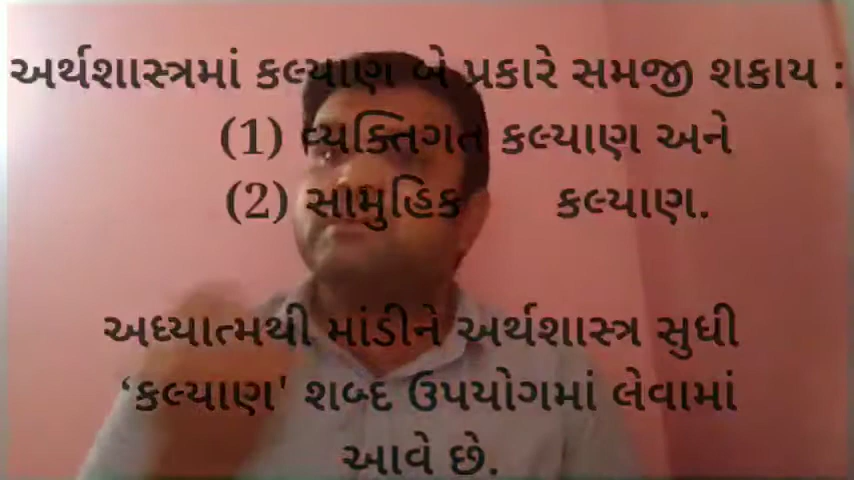 અર્થશાસ્ત્રમાં કલ્યાણ બે પ્રકારે સમજી શકાય :
(1) વ્યક્તિગત કલ્યાણ અને
(2) સામુહિક કલ્યાણ.
અધ્યાત્મથી માંડીને અર્થશાસ્ત્ર સુધી
‘કલ્યાણ' શબ્દ ઉપયોગમાં લેવામાં
આવે છે.